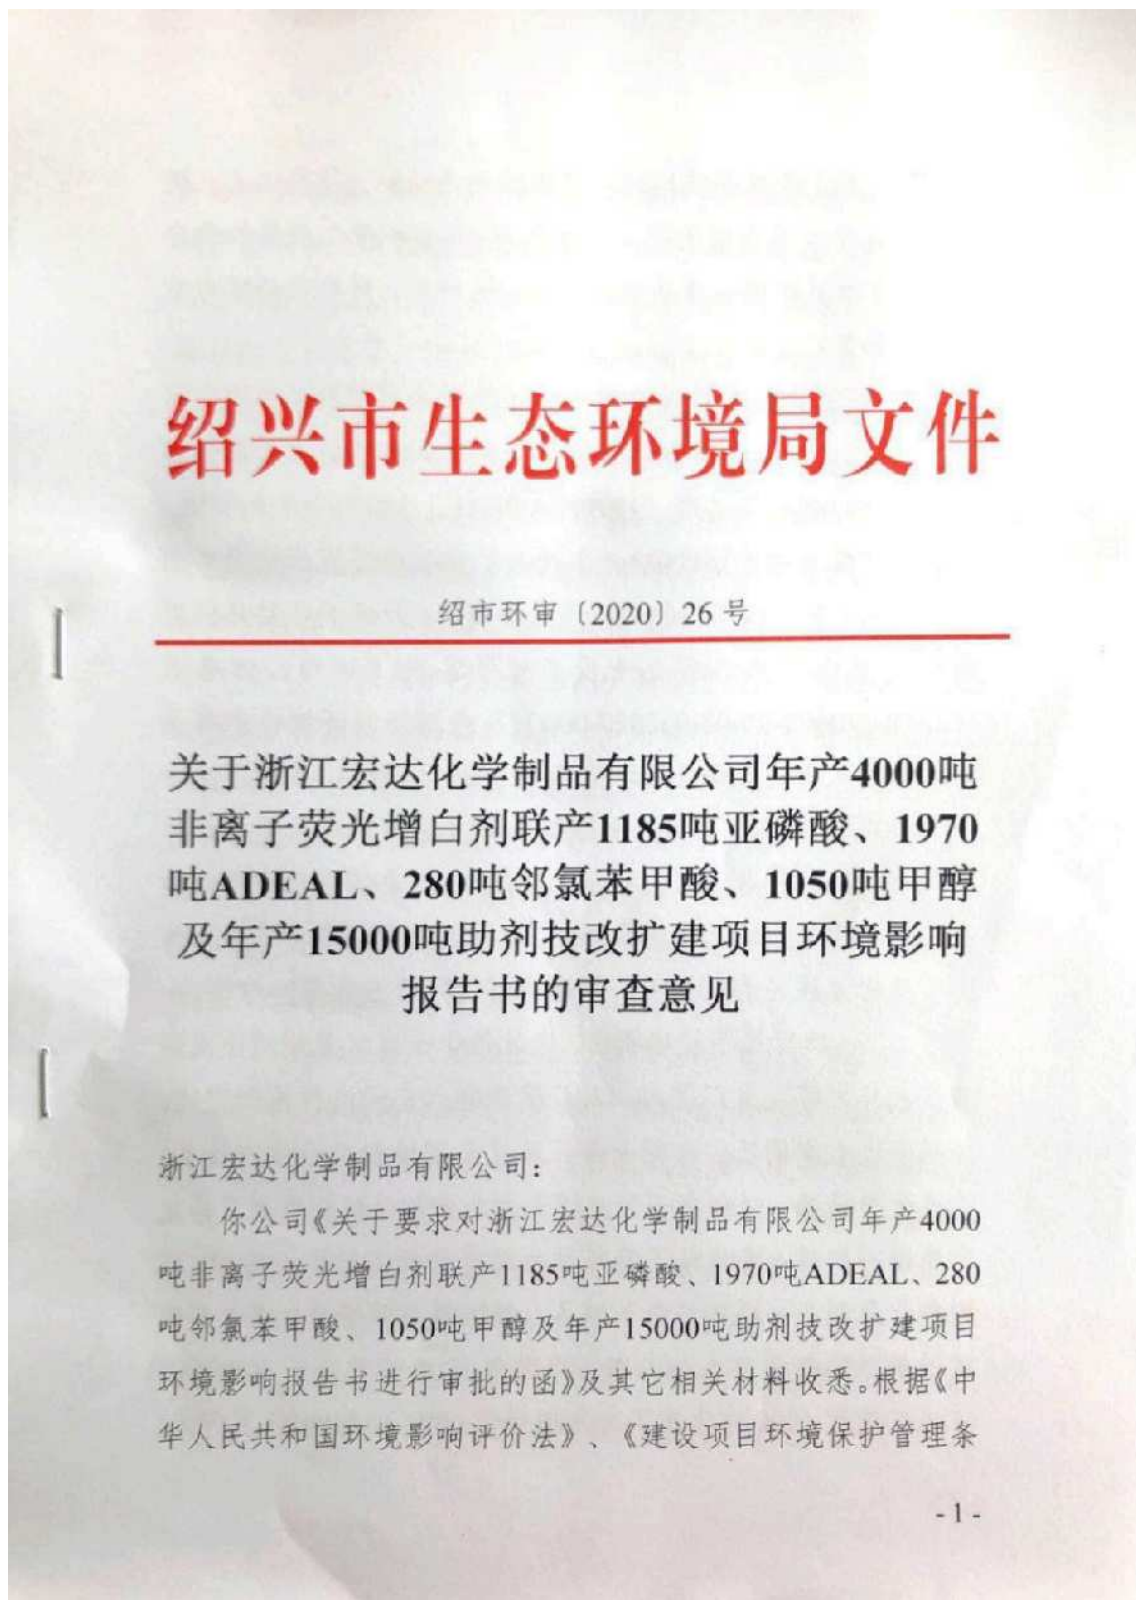 绍兴市生态环境局文件
绍市环审〔2020〕26号
关于浙江宏达化学制品有限公司年产4000吨
非离子荧光增白剂联产1185吨亚磷酸、1970
吨ADEAL、280吨邻氯苯甲酸、1050吨甲醇
及年产15000吨助剂技改扩建项目环境影响
报告书的审查意见
浙江宏达化学制品有限公司：
你公司《关于要求对浙江宏达化学制品有限公司年产4000
吨非离子荧光增白剂联产1185吨亚磷酸、1970吨ADEAL、280
吨邻氯苯甲酸、1050吨甲醇及年产15000吨助剂技改扩建项目
环境影响报告书进行审批的函》及其它相关材料收悉。根据《中
华人民共和国环境影响评价法》、《建设项目环境保护管理条
-1-